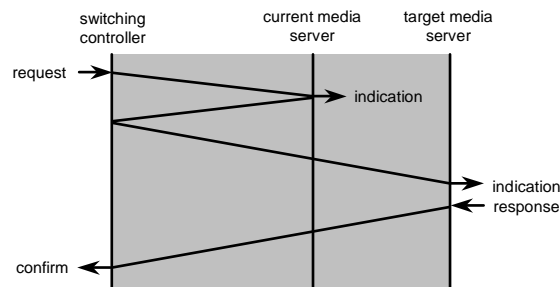 switching
controller
current media
server
target media
server
request
indication
indication
response
confirm